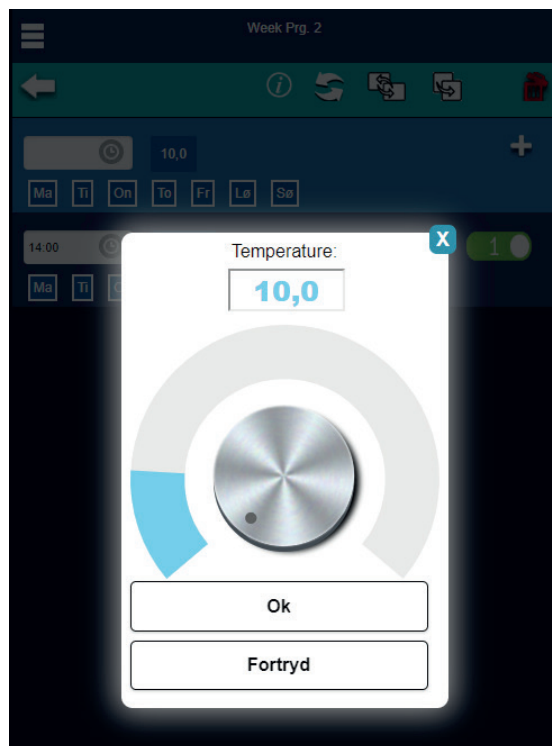 Week Prg. 2
i
10,0
Ma Ti On To Fr Lø Sø
14:00
1
Ma Ti
Temperature:
X
10,0
Ok
Fortryd